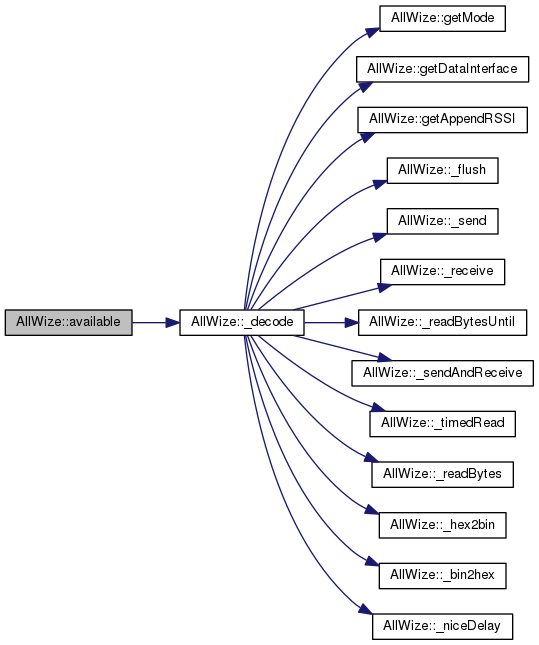 AllWize::getMode
AllWize::getDataInterface
AllWize::getAppendRSSI
AllWize::_flush
AllWize::_send
AllWize::_receive
AllWize::available
AllWize::_decode
AllWize::_readBytesUntil
AllWize::_sendAndReceive
AllWize::_timedRead
AllWize::_readBytes
AllWize::_hex2bin
AllWize::_bin2hex
AllWize::_niceDelay